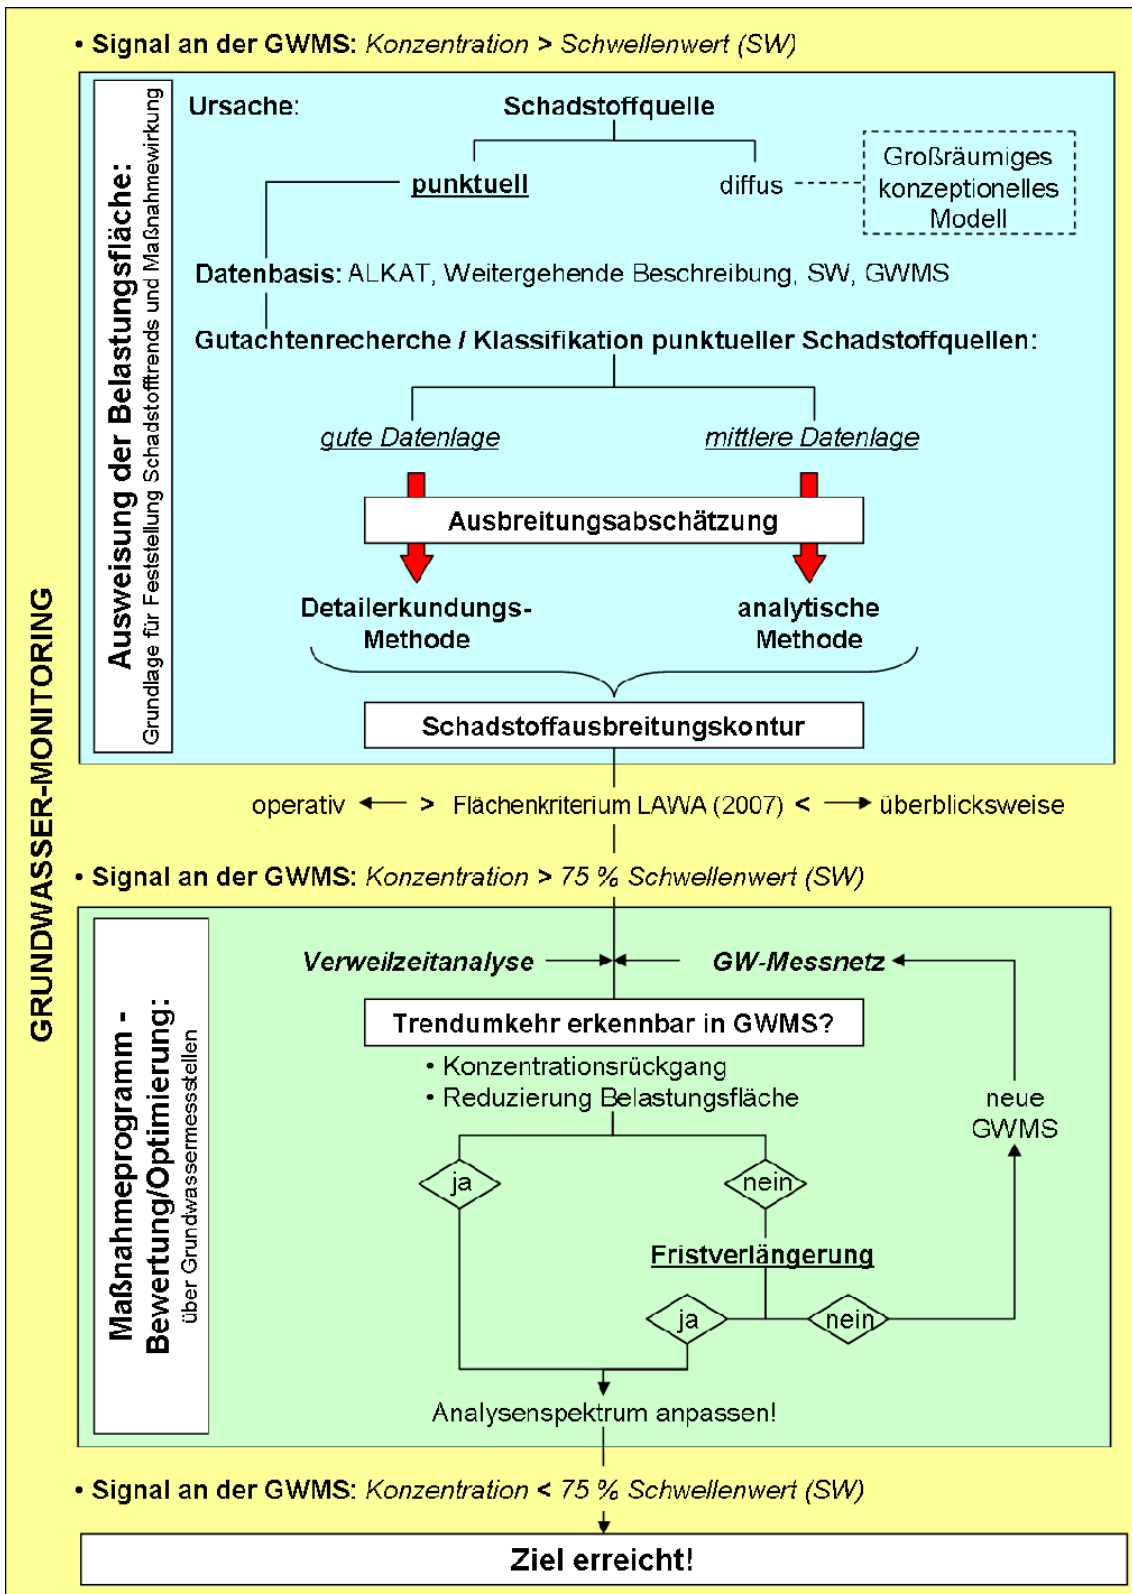 • Signal an der GWMS: Konzentration > Schwellenwert (SW)
GRUNDWASSER-MONITORING
Ausweisung der Belastungsfläche:
Grundlage für Feststellung Schadstofftrends und Maßnahmewirkung
Ursache:
Schadstoffquelle
punktuell
diffus
Großräumiges
konzeptionelles
Modell
Datenbasis: ALKAT, Weitergehende Beschreibung, SW, GWMS
Gutachtenrecherche / Klassifikation punktueller Schadstoffquellen:
gute Datenlage
mittlere Datenlage
Ausbreitungsabschätzung
Detailerkundungs-
Methode
analytische
Methode
Schadstoffausbreitungskontur
operativ
> Flächenkriterium LAWA (2007) <
überblicksweise
• Signal an der GWMS: Konzentration > 75 % Schwellenwert (SW)
Maßnahmeprogramm -
Bewertung/Optimierung:
über Grundwassermessstellen
Verweilzeitanalyse
GW-Messnetz
Trendumkehr erkennbar in GWMS?
• Konzentrationsrückgang
• Reduzierung Belastungsfläche
neue
GWMS
ja
nein
Fristverlängerung
ja
nein
Analysenspektrum anpassen!
• Signal an der GWMS: Konzentration < 75 % Schwellenwert (SW)
Ziel erreicht!